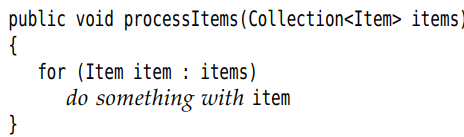 public void processItems(Collection<Item> items)
{
for (Item item : items)
do something with item
}